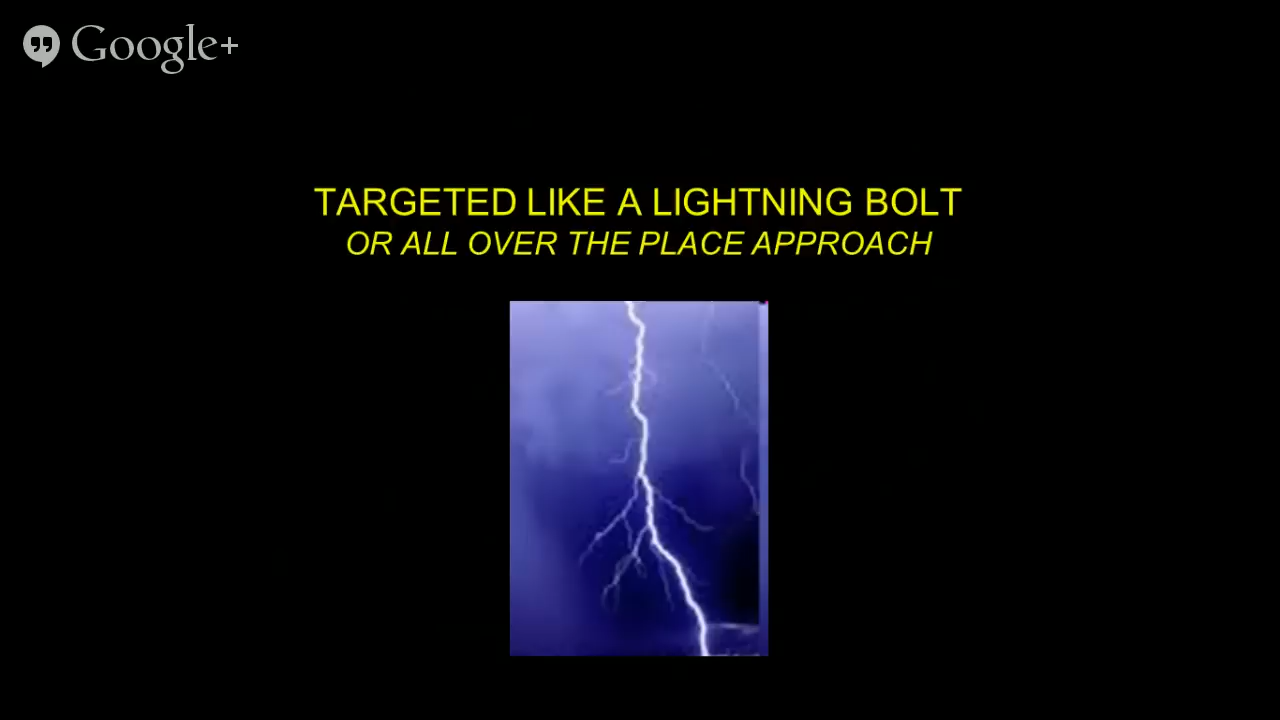 Google+
TARGETED LIKE A LIGHTNING BOLT
OR ALL OVER THE PLACE APPROACH